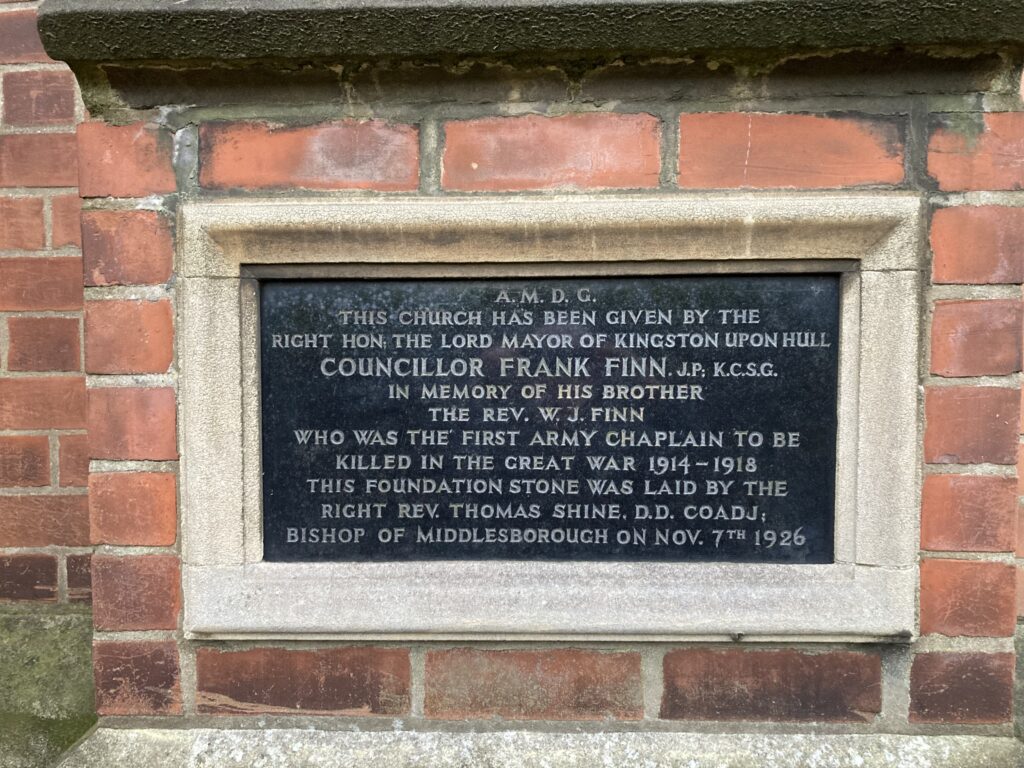 A. M. D. G.
THIS CHURCH HAS BEEN GIVEN BY THE
RIGHT HON; THE LORD MAYOR OF KINGSTON UPON HULL
COUNCILLOR FRANK FINN. J.P; K.C.S.G.
IN MEMORY OF HIS BROTHER
THE REV. W. J. FINN
WHO WAS THE FIRST ARMY CHAPLAIN TO BE
KILLED IN THE GREAT WAR 1914-1918
THIS FOUNDATION STONE WAS LAID BY THE
RIGHT REV. THOMAS SHINE. D.D. COADJ;
BISHOP OF MIDDLESBOROUGH ON NOV. 7TH 1926